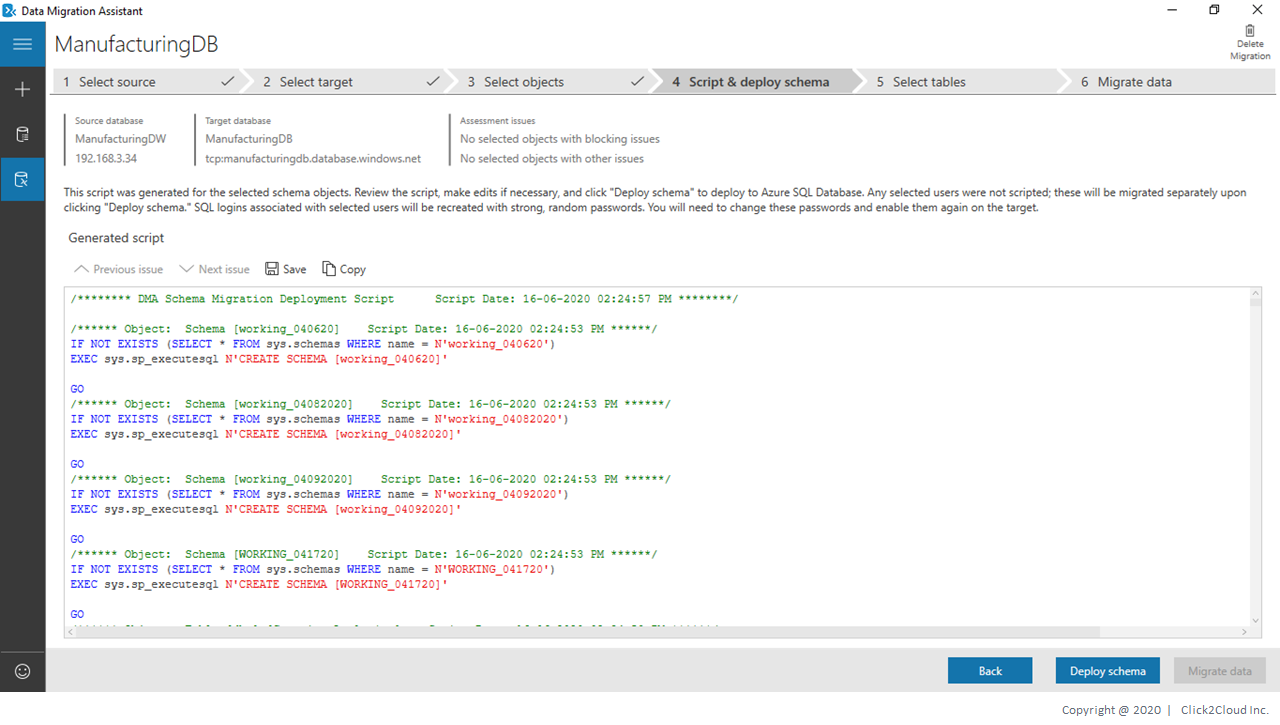 Data Migration Assistant
ManufacturingDB
Delete
Migration
1 Select source
2 Select target
3 Select objects
4 Script & deploy schema
5 Select tables
6 Migrate data
Source database
ManufacturingDW
192.168.3.34
Target database
ManufacturingDB
tcp:manufacturingdb.database.windows.net
Assessment issues
No selected objects with blocking issues
No selected objects with other issues
This script was generated for the selected schema objects. Review the script, make edits if necessary, and click "Deploy schema" to deploy to Azure SQL Database. Any selected users were not scripted; these will be migrated separately upon
clicking "Deploy schema." SQL logins associated with selected users will be recreated with strong, random passwords. You will need to change these passwords and enable them again on the target.
Generated script
Previous issue Next issue Save Copy
/******** DMA Schema Migration Deployment Script      Script Date: 16-06-2020 02:24:57 PM ********/
/****** Object:  Schema [working_040620]    Script Date: 16-06-2020 02:24:53 PM ******/
IF NOT EXISTS (SELECT * FROM sys.schemas WHERE name = N'working_040620')
EXEC sys.sp_executesql N'CREATE SCHEMA [working_040620]'
GO
/****** Object:  Schema [working_04082020]    Script Date: 16-06-2020 02:24:53 PM ******/
IF NOT EXISTS (SELECT * FROM sys.schemas WHERE name = N'working_04082020')
EXEC sys.sp_executesql N'CREATE SCHEMA [working_04082020]'
GO
/****** Object:  Schema [working_04092020]    Script Date: 16-06-2020 02:24:53 PM ******/
IF NOT EXISTS (SELECT * FROM sys.schemas WHERE name = N'working_04092020')
EXEC sys.sp_executesql N'CREATE SCHEMA [working_04092020]'
GO
/****** Object:  Schema [WORKING_041720]    Script Date: 16-06-2020 02:24:53 PM ******/
IF NOT EXISTS (SELECT * FROM sys.schemas WHERE name = N'WORKING_041720')
EXEC sys.sp_executesql N'CREATE SCHEMA [WORKING_041720]'
GO
Back
Deploy schema
Migrate data
Copyright @ 2020 | Click2Cloud Inc.